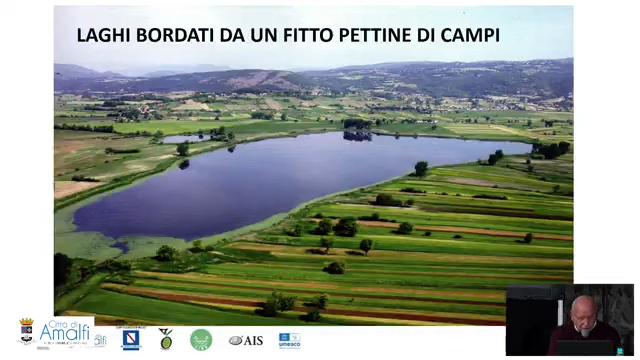 LAGHI BORDATI DA UN FITTO PETTINE DI CAMPI
Città di
Amalfi
AIS
unesco